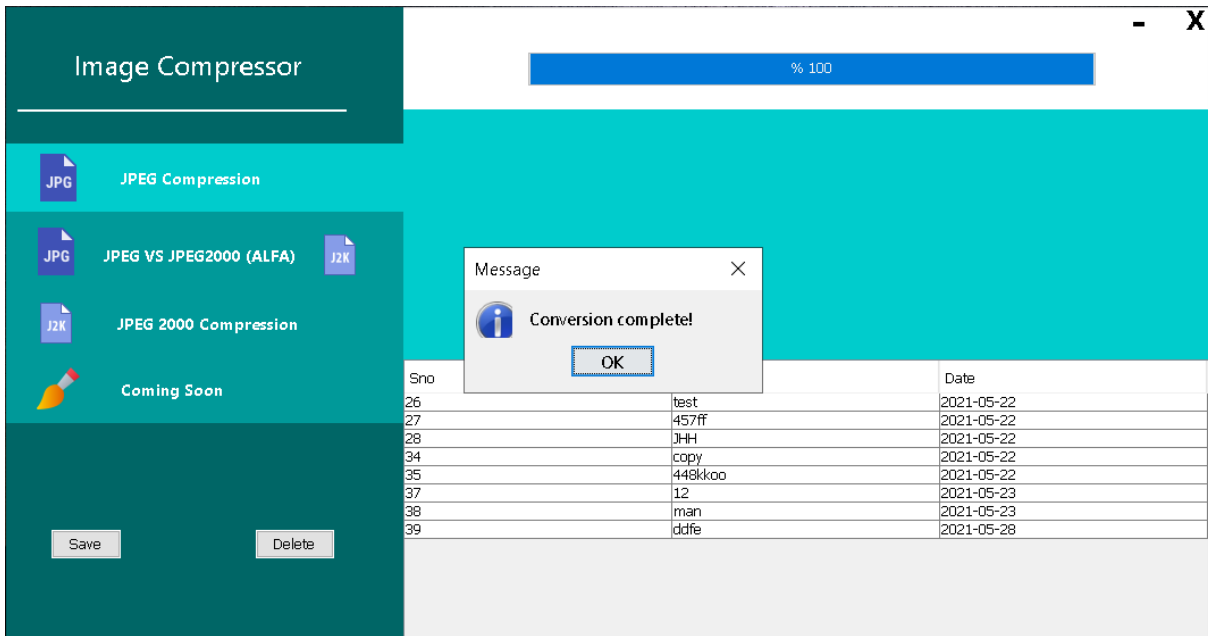 - X
Image Compressor
% 100
JPG JPEG Compression
JPG JPEG VS JPEG2000 (ALFA) J2K
J2K JPEG 2000 Compression
Coming Soon
Save Delete
Message
Conversion complete!
OK
Sno Date
26 test 2021-05-22
27 457ff 2021-05-22
28 JHH 2021-05-22
34 copy 2021-05-22
35 448kkoo 2021-05-22
37 12 2021-05-23
38 man 2021-05-23
39 ddfe 2021-05-28